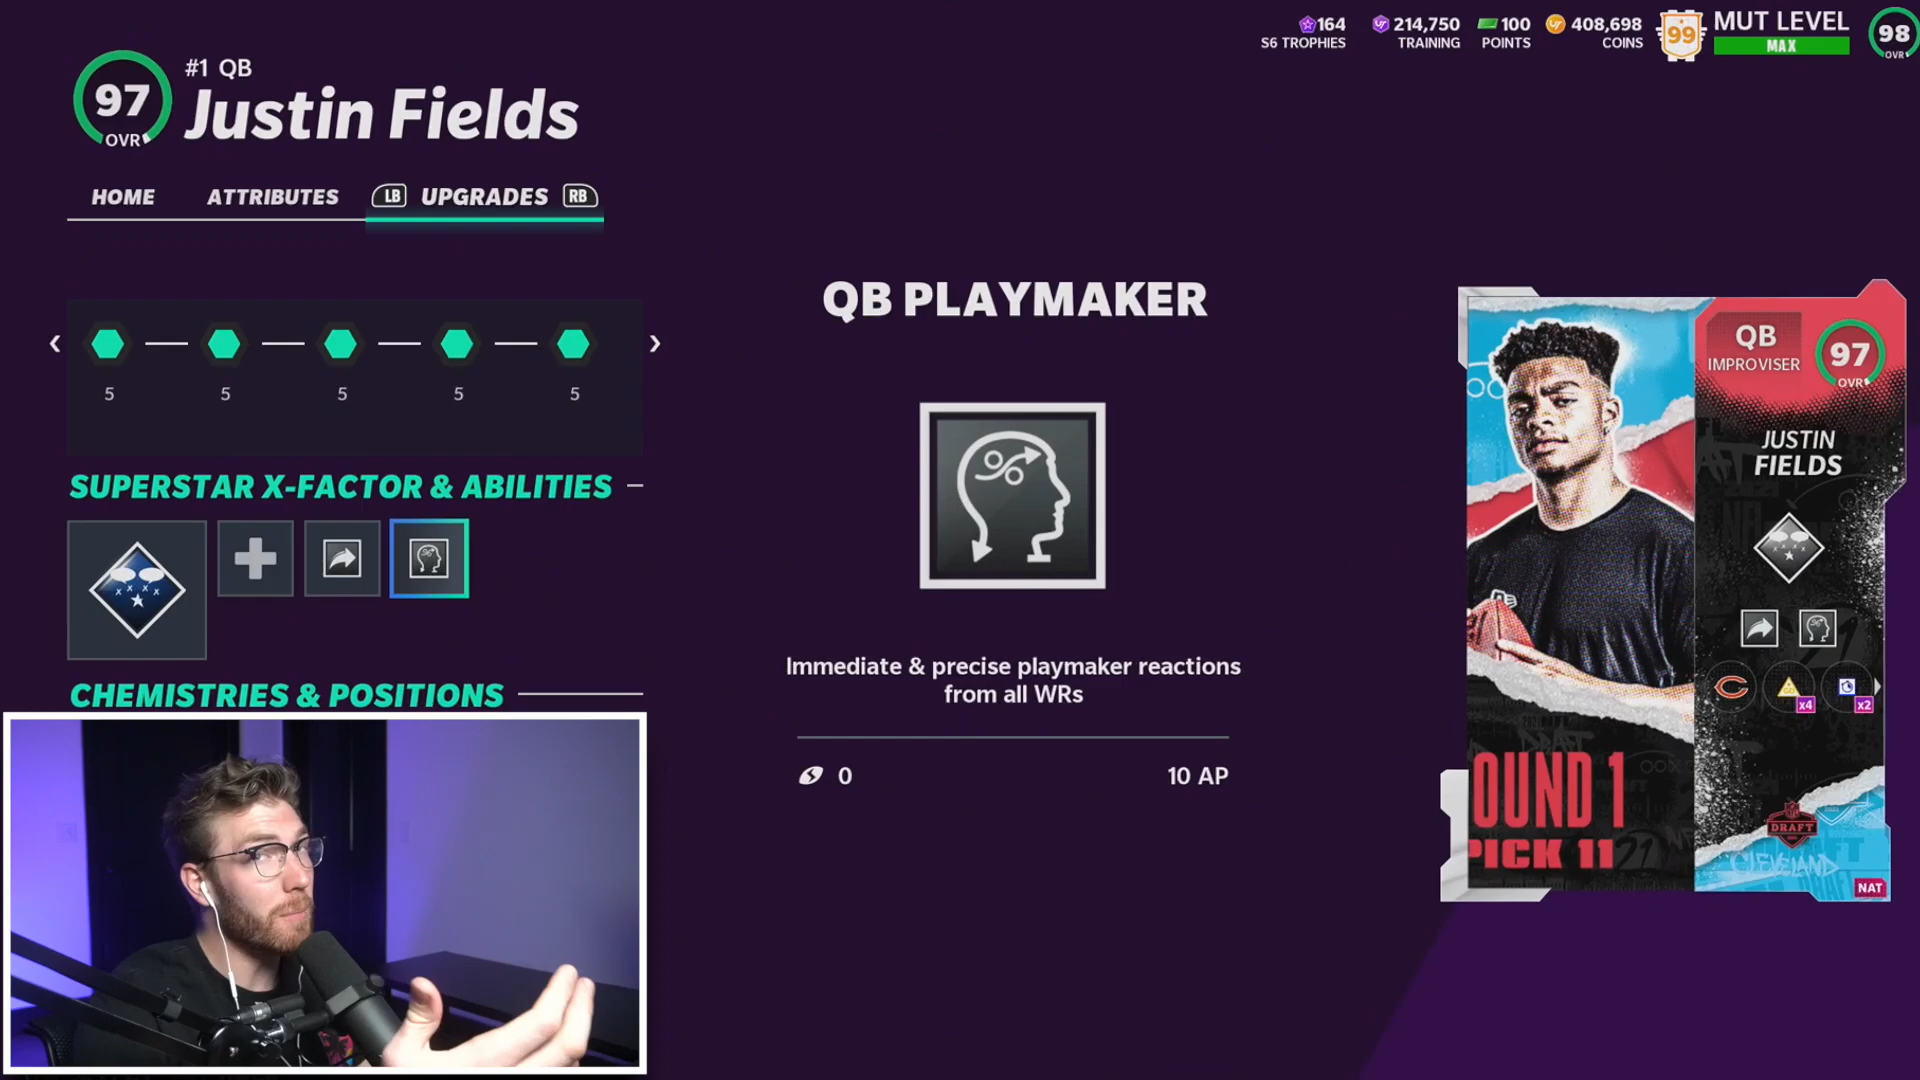 164
S6 TROPHIES
214,750
TRAINING
100
POINTS
408,698
COINS
99
MUT LEVEL
MAX
98
OVR
97
OVR
#1 QB
Justin Fields
HOME
ATTRIBUTES
LB
UPGRADES
RB
5
5
5
5
5
SUPERSTAR X-FACTOR & ABILITIES
CHEMISTRIES & POSITIONS
QB PLAYMAKER
Immediate & precise playmaker reactions
from all WRs
0
10 AP
QB
IMPROVISER
97
OVR
JUSTIN
FIELDS
x4
x2
OUND 1
PICK 11
DRAFT
CLEVELAND
NAT